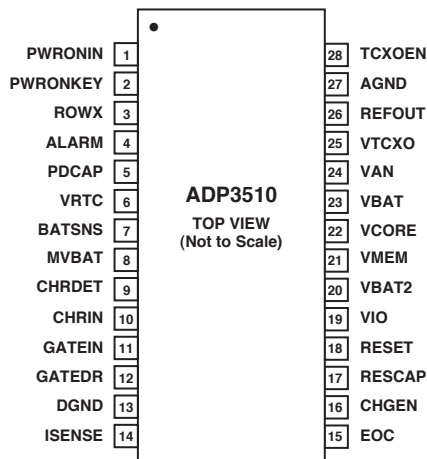 PWRONIN 1 28 TCXOEN
PWRONKEY 2 27 AGND
ROWX 3 26 REFOUT
ALARM 4 25 VTCXO
PDCAP 5 24 VAN
VRTC 6 ADP3510 23 VBAT
BATSNS 7 TOP VIEW 22 VCORE
MVBAT 8 (Not to Scale) 21 VMEM
CHRDET 9 20 VBAT2
CHRIN 10 19 VIO
GATEIN 11 18 RESET
GATEDR 12 17 RESCAP
DGND 13 16 CHGEN
ISENSE 14 15 EOC